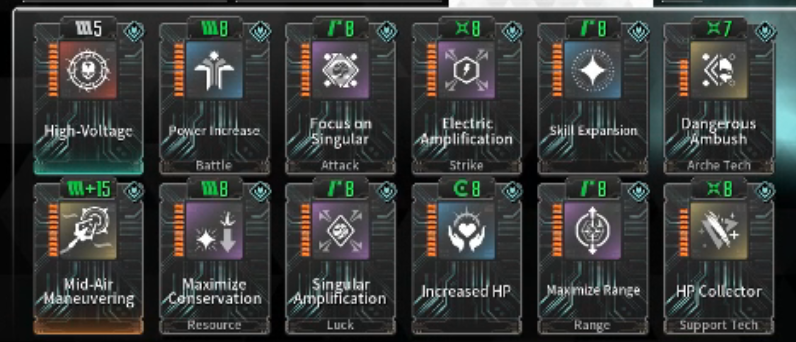 5
8
8
8
8
7
High-Voltage
Power Increase
Focus on
Singular
Electric
Amplification
Skill Expansion
Dangerous
Ambush
Battle
Attack
Strike
Arche Tech
+15
8
8
8
8
8
Mid-Air
Maneuvering
Maximize
Conservation
Singular
Amplification
Increased HP
Maximize Range
HP Collector
Resource
Luck
Range
Support Tech